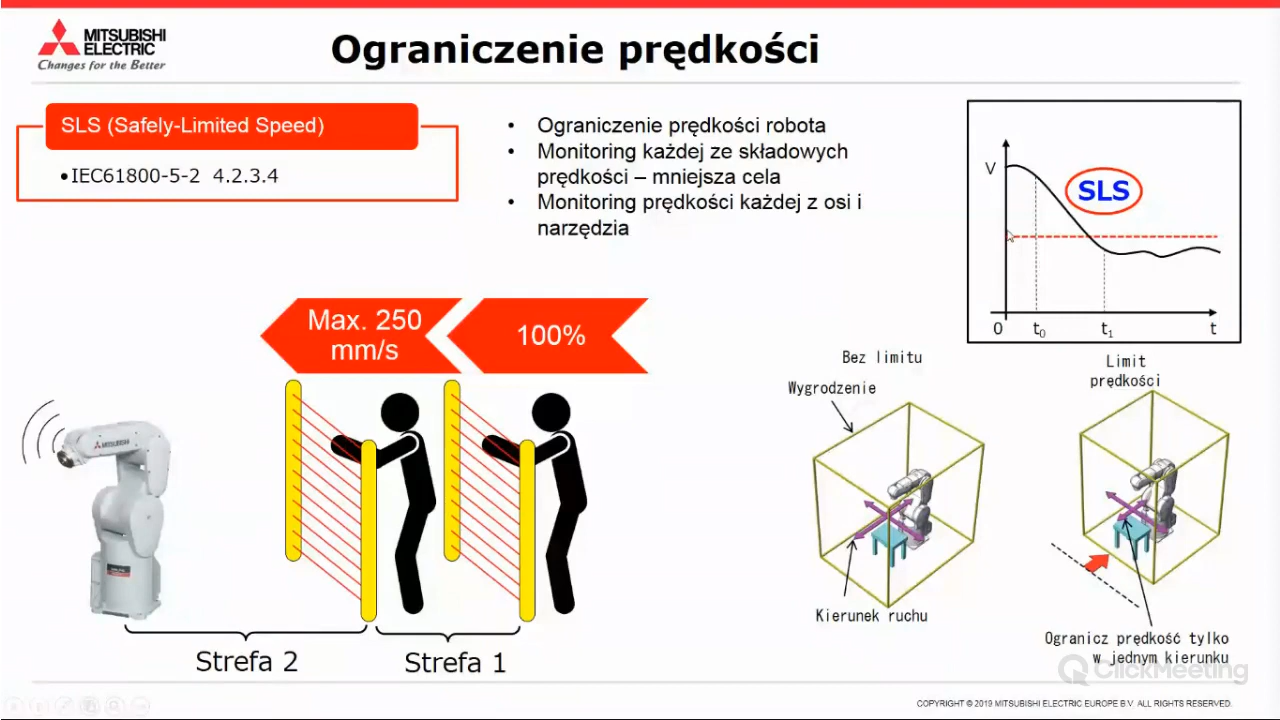 MITSUBISHI
ELECTRIC
Changes for the Better
Ograniczenie prędkości
SLS (Safely-Limited Speed)
•IEC61800-5-2 4.2.3.4
• Ograniczenie prędkości robota
• Monitoring każdej ze składowych
prędkości – mniejsza cela
• Monitoring prędkości każdej z osi i
narzędzia
V
SLS
0
t0
t1
t
Max. 250
mm/s
100%
MITSUBISHI
Strefa 2
Strefa 1
Bez limitu
Wygrodzenie
Kierunek ruchu
Limit
prędkości
Ogranicz prędkość tylko
w jednym kierunku
ClickMeeting
COPYRIGHT © 2019 MITSUBISHI ELECTRIC EUROPE B.V. ALL RIGHTS RESERVED.